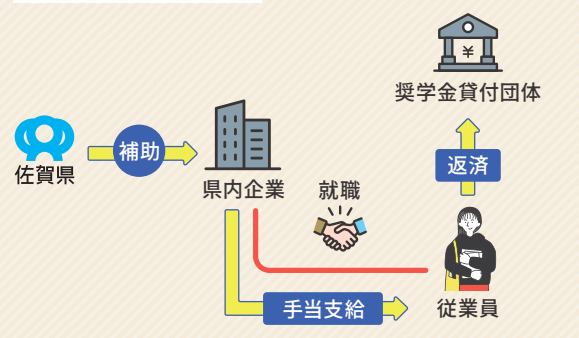 奨学金貸付団体
補助
佐賀県
返済
県内企業
就職
手当支給
従業員
¥